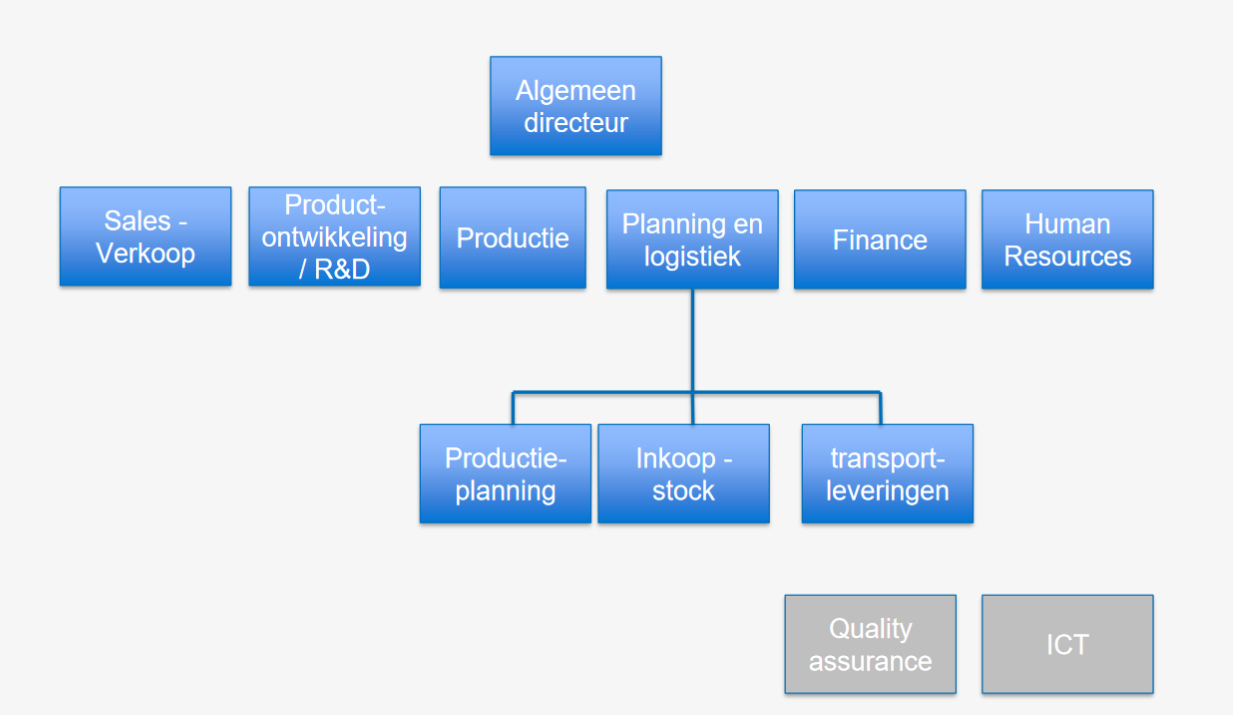 Algemeen
directeur
Sales -
Verkoop
Product-
ontwikkeling
/ R&D
Productie
Planning en
logistiek
Finance
Human
Resources
Productie-
planning
Inkoop -
stock
transport-
leveringen
Quality
assurance
ICT